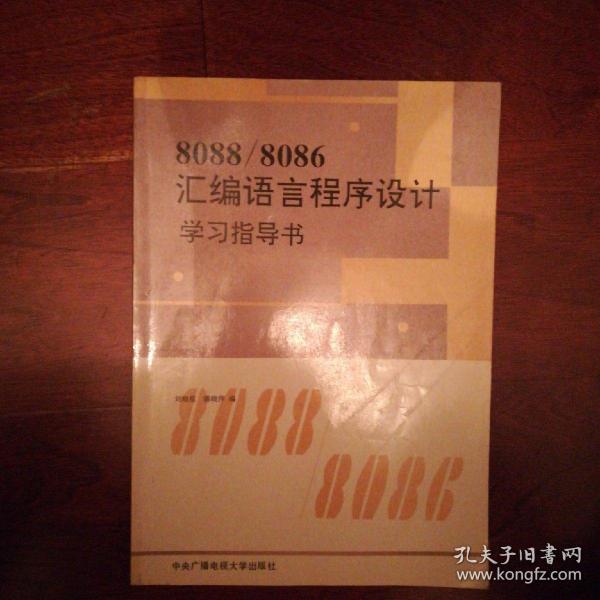 8088/8086
汇编语言程序设计
学习指导书
编
8088
/8086
中央广播电视大学出版社
孔夫子旧书网
www.kongfz.com